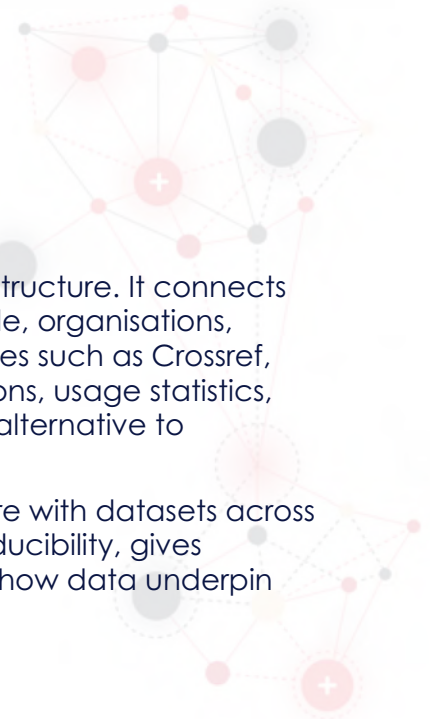 tructure. It connects
le, organisations,
es such as Crossref,
ons, usage statistics,
alternative to
re with datasets across
ducibility, gives
how data underpin